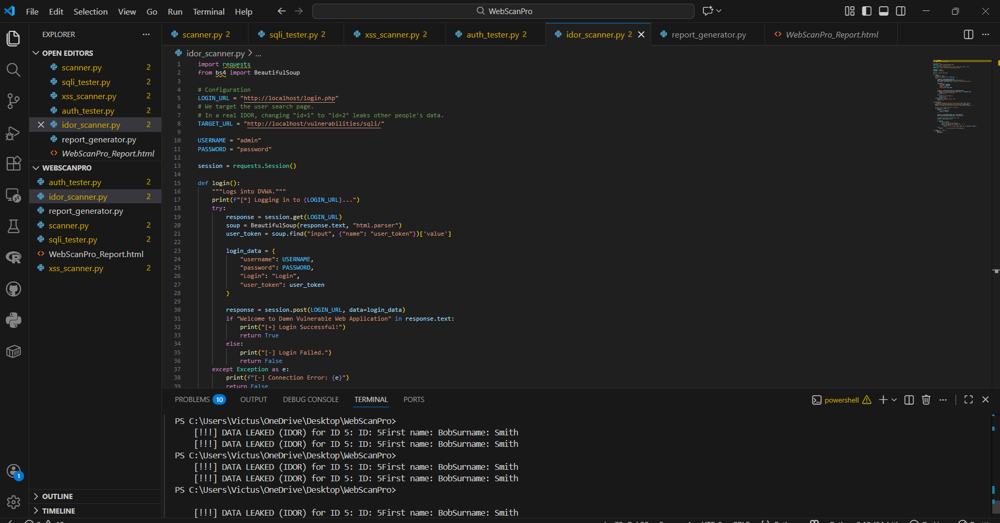 File Edit Selection View Go Run Terminal Help
WebScanPro
EXPLORER
OPEN EDITORS
scanner.py 2
sqli_tester.py 2
xss_scanner.py 2
auth_tester.py 2
idor_scanner.py 2
report_generator.py
WebScanPro_Report.html
WEBSCANPRO
auth_tester.py 2
idor_scanner.py 2
report_generator.py
scanner.py 2
sqli_tester.py 2
WebScanPro_Report.html
xss_scanner.py 2
OUTLINE
TIMELINE
1
scanner.py 2 sqli_tester.py 2 xss_scanner.py 2 auth_tester.py 2 idor_scanner.py 2 report_generator.py WebScanPro_Report.html
idor_scanner.py > ...
1 import requests
2 from bs4 import BeautifulSoup
3
4 # Configuration
5 LOGIN_URL = "http://localhost/login.php"
6 # We target the user search page.
7 # In a real IDOR, changing "id=1" to "id=2" leaks other people's data.
8 TARGET_URL = "http://localhost/vulnerabilities/sqli/"
9
10 USERNAME = "admin"
11 PASSWORD = "password"
12
13 session = requests.Session()
14
15 def login():
16 """Logs into DVWA."""
17 print(f"[*] Logging in to {LOGIN_URL}...")
18 try:
19 response = session.get(LOGIN_URL)
20 soup = BeautifulSoup(response.text, "html.parser")
21 user_token = soup.find("input", {"name": "user_token"})['value']
22
23 login_data = {
24 "username": USERNAME,
25 "password": PASSWORD,
26 "Login": "Login",
27 "user_token": user_token
28 }
29
30 response = session.post(LOGIN_URL, data=login_data)
31 if "Welcome to Damn Vulnerable Web Application" in response.text:
32 print("[+] Login Successful!")
33 return True
34 else:
35 print("[-] Login Failed.")
36 return False
37 except Exception as e:
38 print(f"[-] Connection Error: {e}")
39 return False
PROBLEMS 10 OUTPUT DEBUG CONSOLE TERMINAL PORTS
powershell
PS C:\Users\Victus\OneDrive\Desktop\WebScanPro>
[!!!] DATA LEAKED (IDOR) for ID 5: ID: 5First name: BobSurname: Smith
[!!!] DATA LEAKED (IDOR) for ID 5: ID: 5First name: BobSurname: Smith
PS C:\Users\Victus\OneDrive\Desktop\WebScanPro>
[!!!] DATA LEAKED (IDOR) for ID 5: ID: 5First name: BobSurname: Smith
[!!!] DATA LEAKED (IDOR) for ID 5: ID: 5First name: BobSurname: Smith
PS C:\Users\Victus\OneDrive\Desktop\WebScanPro>
[!!!] DATA LEAKED (IDOR) for ID 5: ID: 5First name: BobSurname: Smith